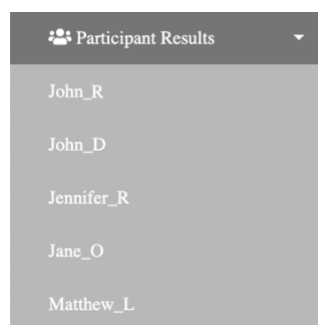 Participant Results
John_R
John_D
Jennifer_R
Jane_O
Matthew_L